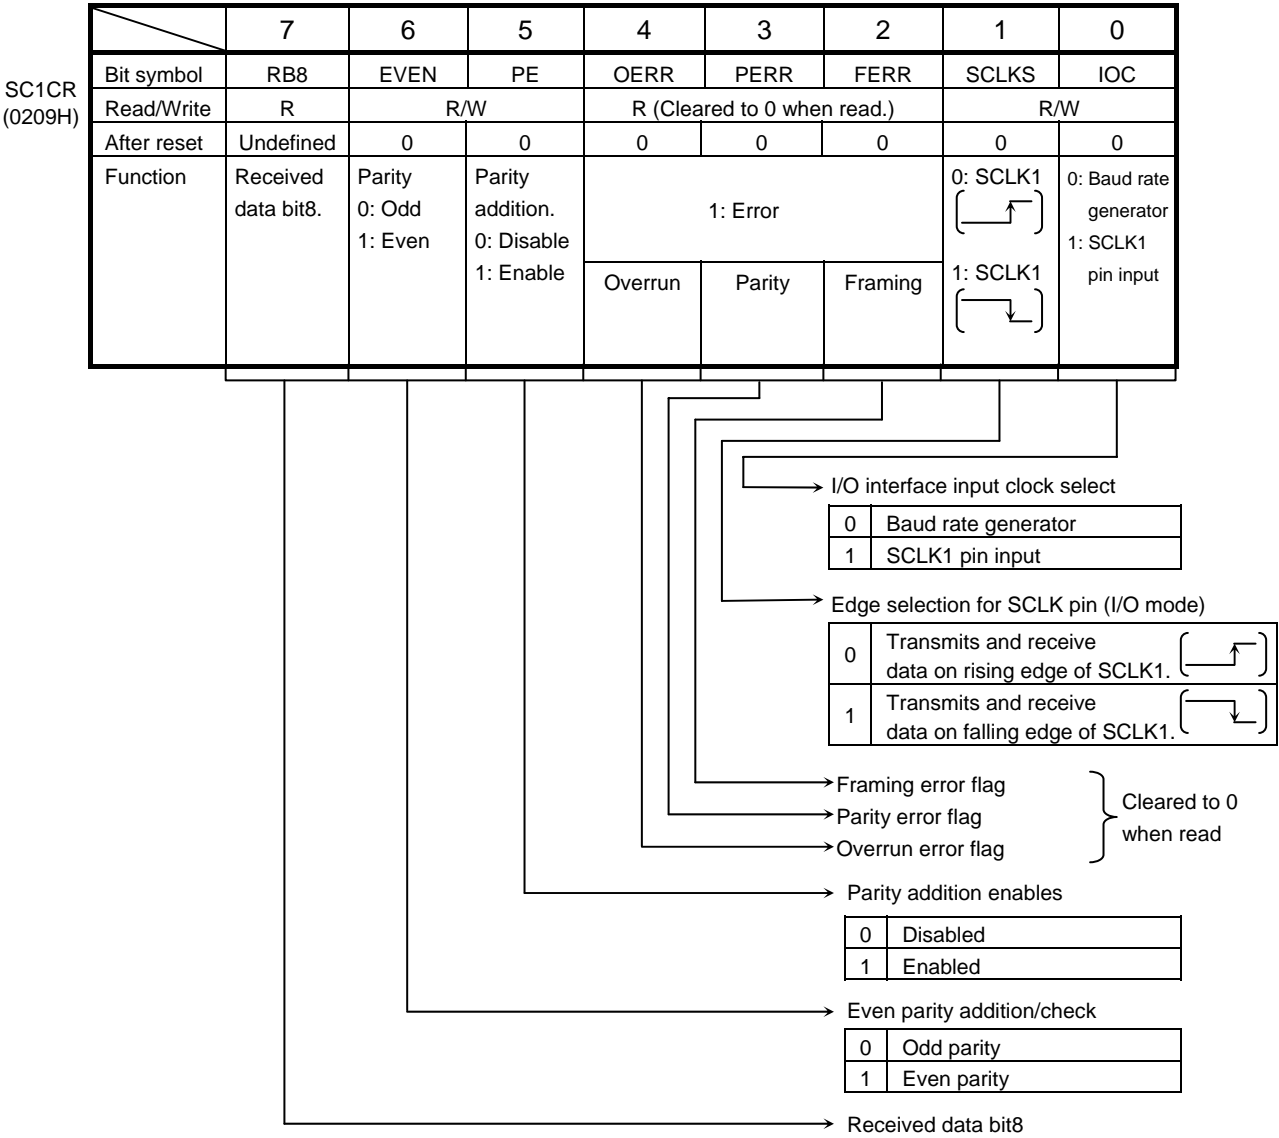 7 6 5 4 3 2 1 0
SC1CR
(0209H)
Bit symbol RB8 EVEN PE OERR PERR FERR SCLKS IOC
Read/Write R R/W R (Cleared to 0 when read.) R/W
After reset Undefined 0 0 0 0 0 0 0
Function
Received
data bit8.
Parity
0: Odd
1: Even
Parity
addition.
0: Disable
1: Enable
1: Error
Overrun Parity Framing
0: SCLK1
1: SCLK1
0: Baud rate
generator
1: SCLK1
pin input
I/O interface input clock select
0 Baud rate generator
1 SCLK1 pin input
Edge selection for SCLK pin (I/O mode)
0 Transmits and receive
data on rising edge of SCLK1.
1 Transmits and receive
data on falling edge of SCLK1.
Framing error flag
Parity error flag
Overrun error flag
Cleared to 0
when read
Parity addition enables
0 Disabled
1 Enabled
Even parity addition/check
0 Odd parity
1 Even parity
Received data bit8